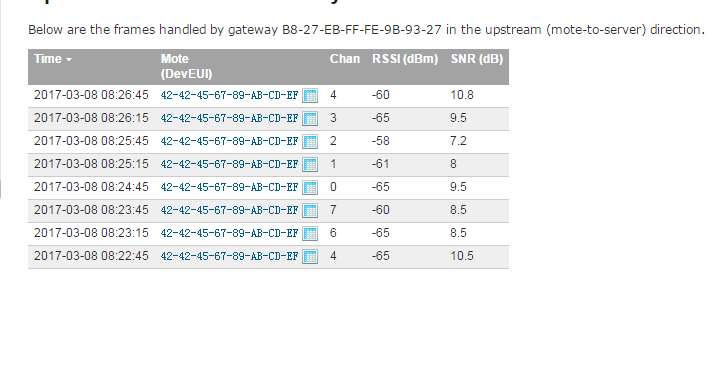 Below are the frames handled by gateway B8-27-EB-FF-FE-9B-93-27 in the upstream (mote-to-server) direction.
Time Mote (DevEUI) Chan RSSI (dBm) SNR (dB)
2017-03-08 08:26:45 42-42-45-67-89-AB-CD-EF 4 -60 10.8
2017-03-08 08:26:15 42-42-45-67-89-AB-CD-EF 3 -65 9.5
2017-03-08 08:25:45 42-42-45-67-89-AB-CD-EF 2 -58 7.2
2017-03-08 08:25:15 42-42-45-67-89-AB-CD-EF 1 -61 8
2017-03-08 08:24:45 42-42-45-67-89-AB-CD-EF 0 -65 9.5
2017-03-08 08:23:45 42-42-45-67-89-AB-CD-EF 7 -60 8.5
2017-03-08 08:23:15 42-42-45-67-89-AB-CD-EF 6 -65 8.5
2017-03-08 08:22:45 42-42-45-67-89-AB-CD-EF 4 -65 10.5